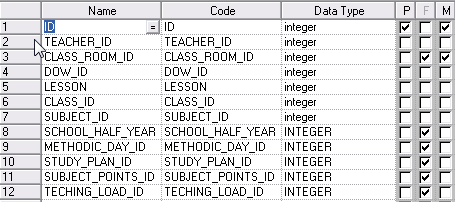 Name Code Data Type P F M
1 ID = ID integer
2 TEACHER_ID TEACHER_ID integer
3 CLASS_ROOM_ID CLASS_ROOM_ID integer
4 DOW_ID DOW_ID integer
5 LESSON LESSON integer
6 CLASS_ID CLASS_ID integer
7 SUBJECT_ID SUBJECT_ID integer
8 SCHOOL_HALF_YEAR SCHOOL_HALF_YEAR INTEGER
9 METHODIC_DAY_ID METHODIC_DAY_ID INTEGER
10 STUDY_PLAN_ID STUDY_PLAN_ID INTEGER
11 SUBJECT_POINTS_ID SUBJECT_POINTS_ID INTEGER
12 TECHING_LOAD_ID TECHING_LOAD_ID INTEGER